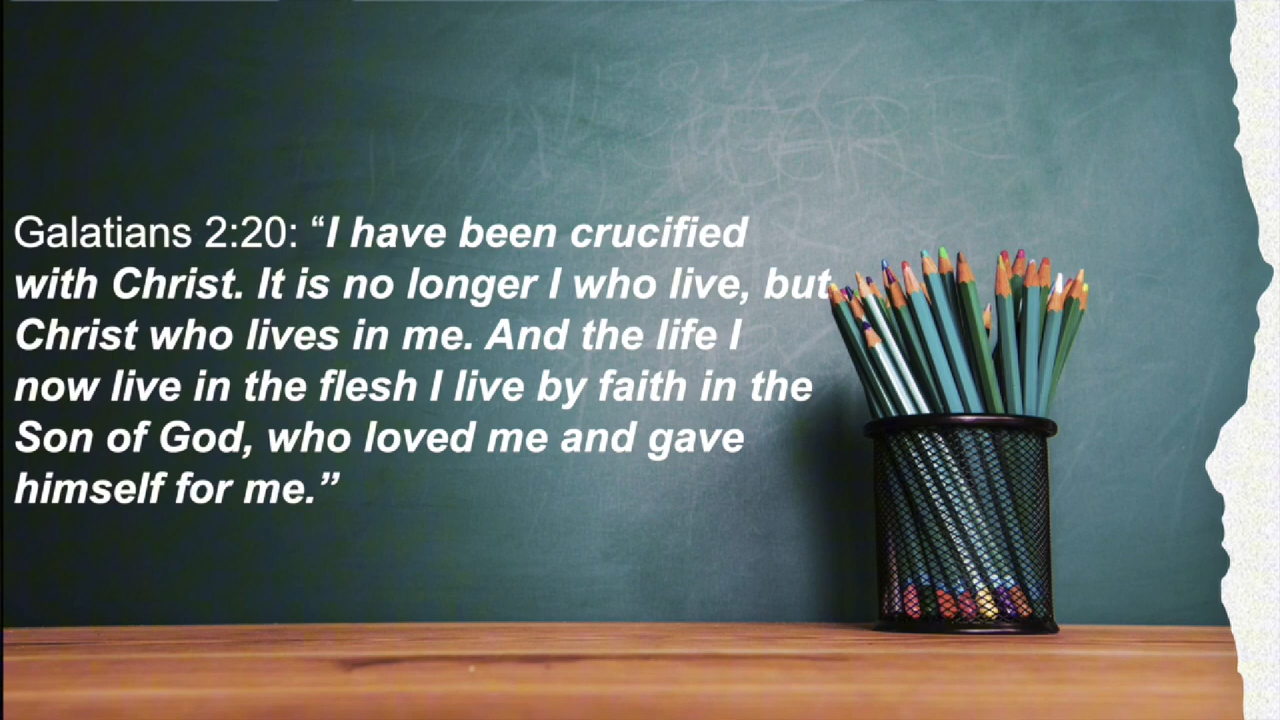 Galatians 2:20: “I have been crucified
with Christ. It is no longer I who live, but
Christ who lives in me. And the life I
now live in the flesh I live by faith in the
Son of God, who loved me and gave
himself for me.”